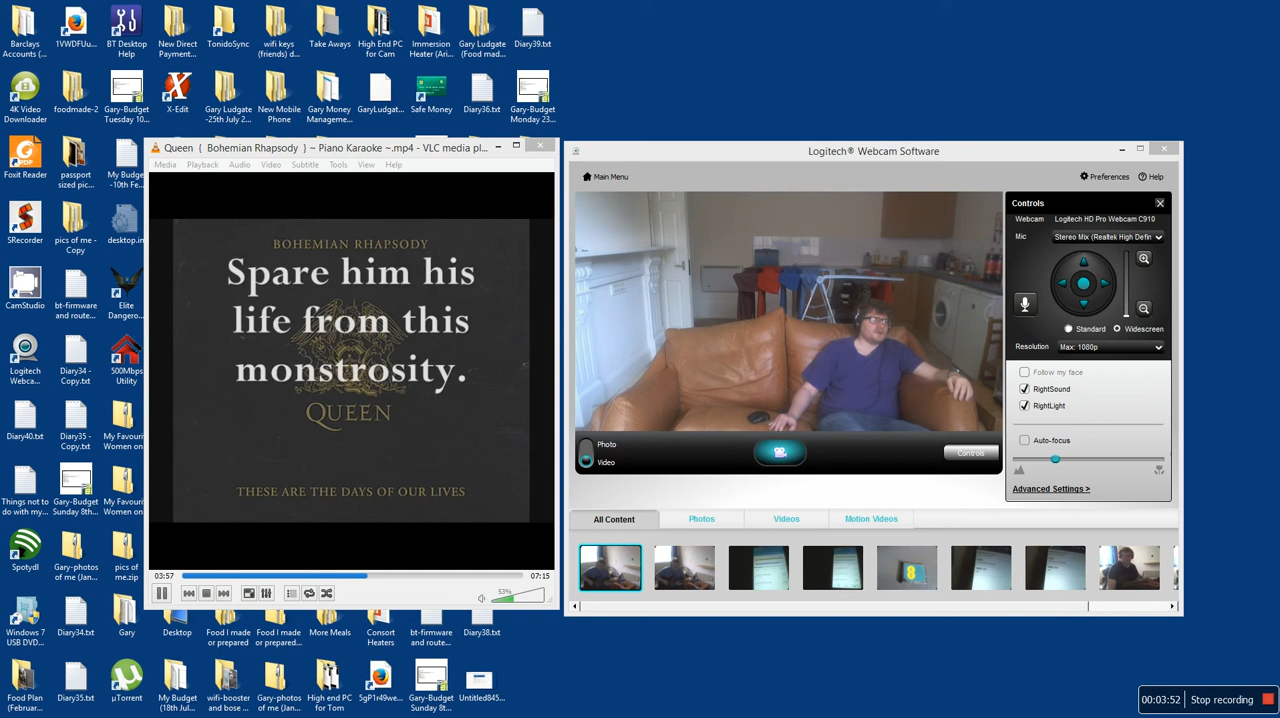 Barclays
Accounts (...
1VWDFUu...
BT Desktop
Help
New Direct
Payment...
TonidoSync
wifi keys
(friends) d...
Take Aways
High End PC
for Cam
Immersion
Heater (Ari...
Gary Ludgate
(Food mad...
Diary39.txt
4K Video
Downloader
foodmade-2
Gary-Budget
Tuesday 10...
X-Edit
Gary Ludgate
-25th July 2...
New Mobile
Phone
Gary Money
Manageme...
GaryLudgat...
Safe Money
Diary36.txt
Gary-Budget
Monday 23...
Foxit Reader
passport
sized pic...
My Budget
-10th Fe...
SRecorder
pics of me -
Copy
desktop.in
CamStudio
bt-firmware
and route...
Elite
Dangero...
Logitech
Webca...
Diary34 -
Copy.txt
500Mbps
Utility
Diary40.txt
Diary35 -
Copy.txt
My Favouri
Women on
Things not to
do with my...
Gary-Budget
Sunday 8th...
My Favouri
Women on
Spotydl
Gary-photos
of me (Jan...
pics of
me.zip
Windows 7
USB DVD...
Diary34.txt
Gary
Desktop
Food I made
or prepared
Food I made
or prepared...
More Meals
Consort
Heaters
bt-firmware
and route...
Diary38.txt
Food Plan
(Februar...
Diary35.txt
µTorrent
My Budget
(18th Jul...
wifi-booster
and bose ...
Gary-photos
of me (Jan...
High end PC
for Tom
5gP1r49we...
Gary-Budget
Sunday 8t...
Untitled845...
Queen { Bohemian Rhapsody } ~ Piano Karaoke ~.mp4 - VLC media pl...
Media Playback Audio Video Subtitle Tools View Help
BOHEMIAN RHAPSODY
Spare him his
life from this
monstrosity.
QUEEN
THESE ARE THE DAYS OF OUR LIVES
03:57
07:15
53%
Logitech® Webcam Software
Main Menu
Preferences
Help
Controls
Webcam Logitech HD Pro Webcam C910
Mic Stereo Mix (Realtek High Defin
Standard Widescreen
Resolution Max: 1080p
Follow my face
RightSound
RightLight
Auto-focus
Advanced Settings >
Photo
Video
Controls
All Content Photos Videos Motion Videos
00:03:52 Stop recording